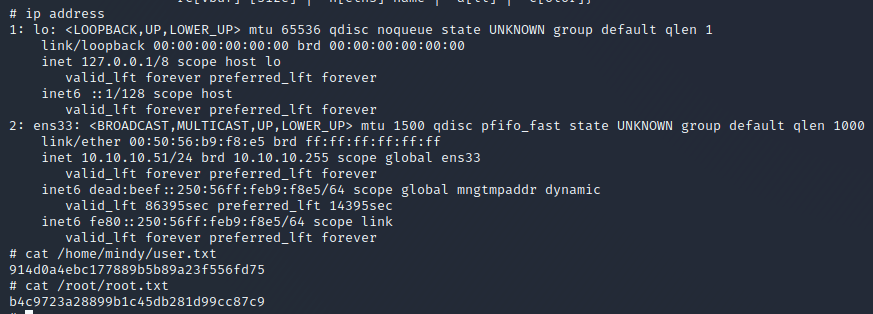 # ip address
1: lo: <LOOPBACK,UP,LOWER_UP> mtu 65536 qdisc noqueue state UNKNOWN group default qlen 1
link/loopback 00:00:00:00:00:00 brd 00:00:00:00:00:00
inet 127.0.0.1/8 scope host lo
valid_lft forever preferred_lft forever
inet6 ::1/128 scope host
valid_lft forever preferred_lft forever
2: ens33: <BROADCAST,MULTICAST,UP,LOWER_UP> mtu 1500 qdisc pfifo_fast state UNKNOWN group default qlen 1000
link/ether 00:50:56:b9:f8:e5 brd ff:ff:ff:ff:ff:ff
inet 10.10.10.51/24 brd 10.10.10.255 scope global ens33
valid_lft forever preferred_lft forever
inet6 dead:beef::250:56ff:feb9:f8e5/64 scope global mngtmpaddr dynamic
valid_lft 86395sec preferred_lft 14395sec
inet6 fe80::250:56ff:feb9:f8e5/64 scope link
valid_lft forever preferred_lft forever
# cat /home/mindy/user.txt
914d0a4ebc177889b5b89a23f556fd75
# cat /root/root.txt
b4c9723a28899b1c45db281d99cc87c9